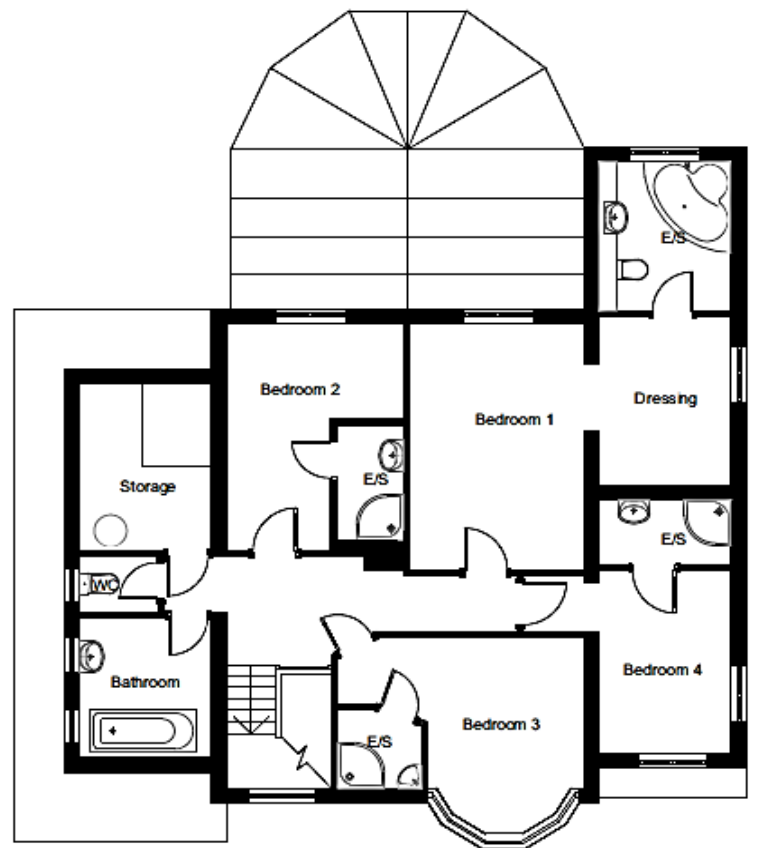 E/S
Bedroom 2
Dressing
Bedroom 1
E/S
Storage
E/S
WC
Bedroom 4
Bathroom
Bedroom 3
E/S